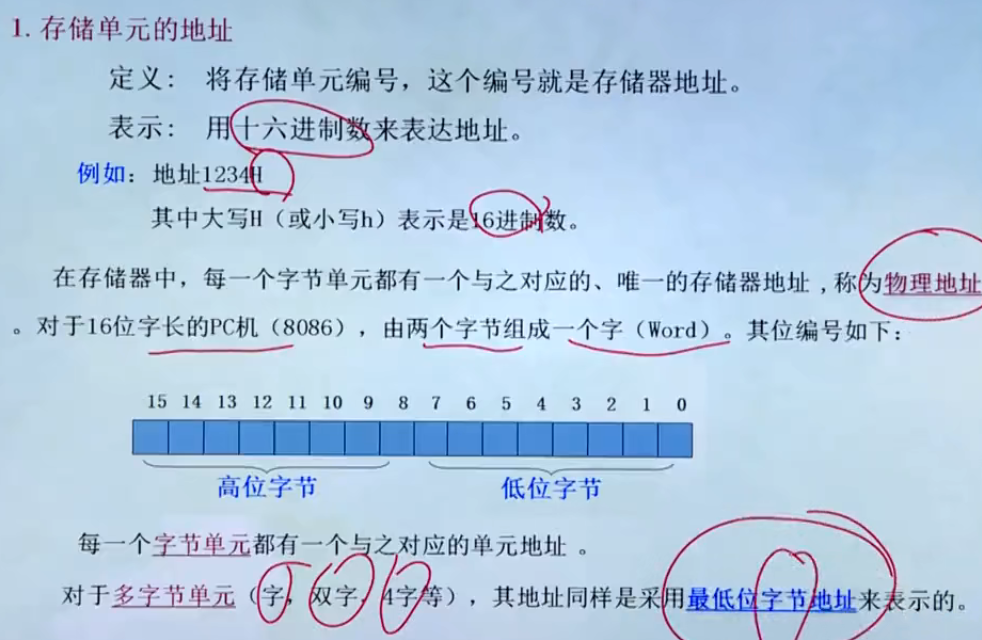 1. 存储单元的地址
定义： 将存储单元编号，这个编号就是存储器地址。
表示： 用十六进制数来表达地址。
例如：地址1234H
其中大写H（或小写h）表示是16进制数。
在存储器中，每一个字节单元都有一个与之对应的、唯一的存储器地址，称为物理地址
。对于16位字长的PC机（8086），由两个字节组成一个字（Word）。其位编号如下：
15 14 13 12 11 10 9 8 7 6 5 4 3 2 1 0
高位字节 低位字节
每一个字节单元都有一个与之对应的单元地址 。
对于多字节单元（字，双字，4字等），其地址同样是采用最低位字节地址来表示的。